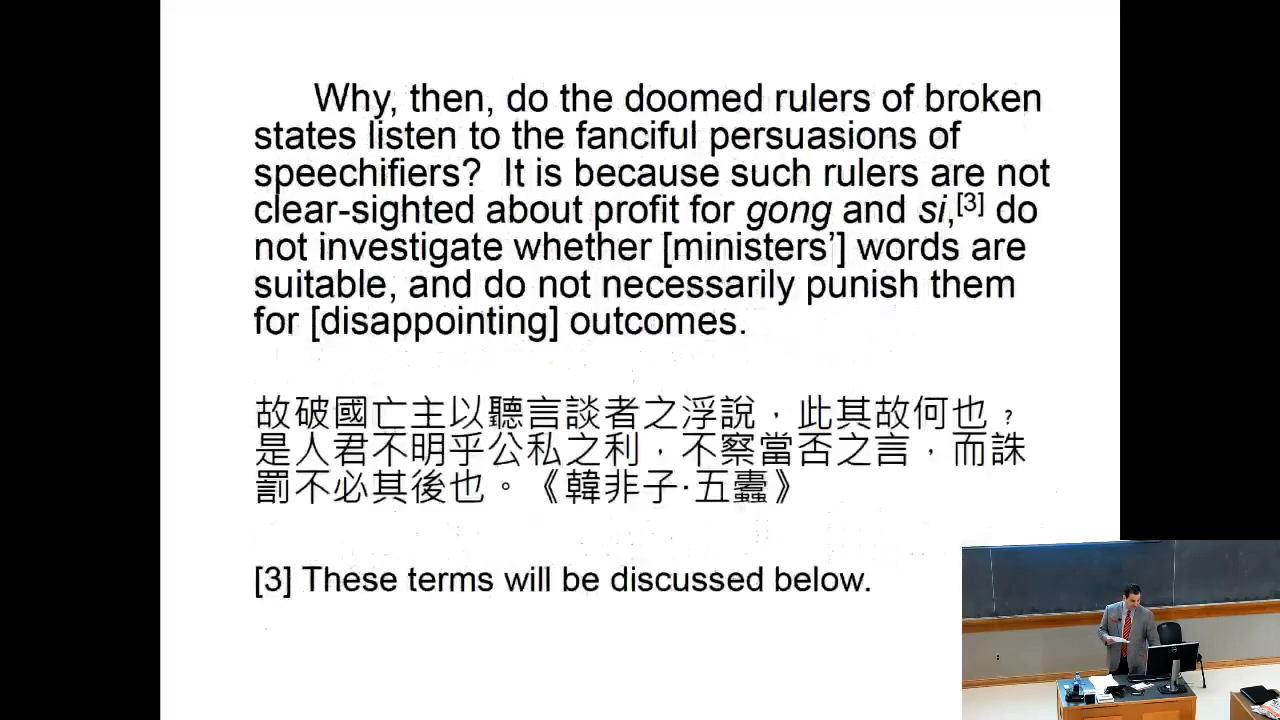 Why, then, do the doomed rulers of broken
states listen to the fanciful persuasions of
speechifiers? It is because such rulers are not
clear-sighted about profit for gong and si,[3] do
not investigate whether [ministers’] words are
suitable, and do not necessarily punish them
for [disappointing] outcomes.
故破國亡主以聽言談者之浮說，此其故何也？
是人君不明乎公私之利，不察當否之言，而誅
罰不必其後也。《韓非子·五蠹》
[3] These terms will be discussed below.